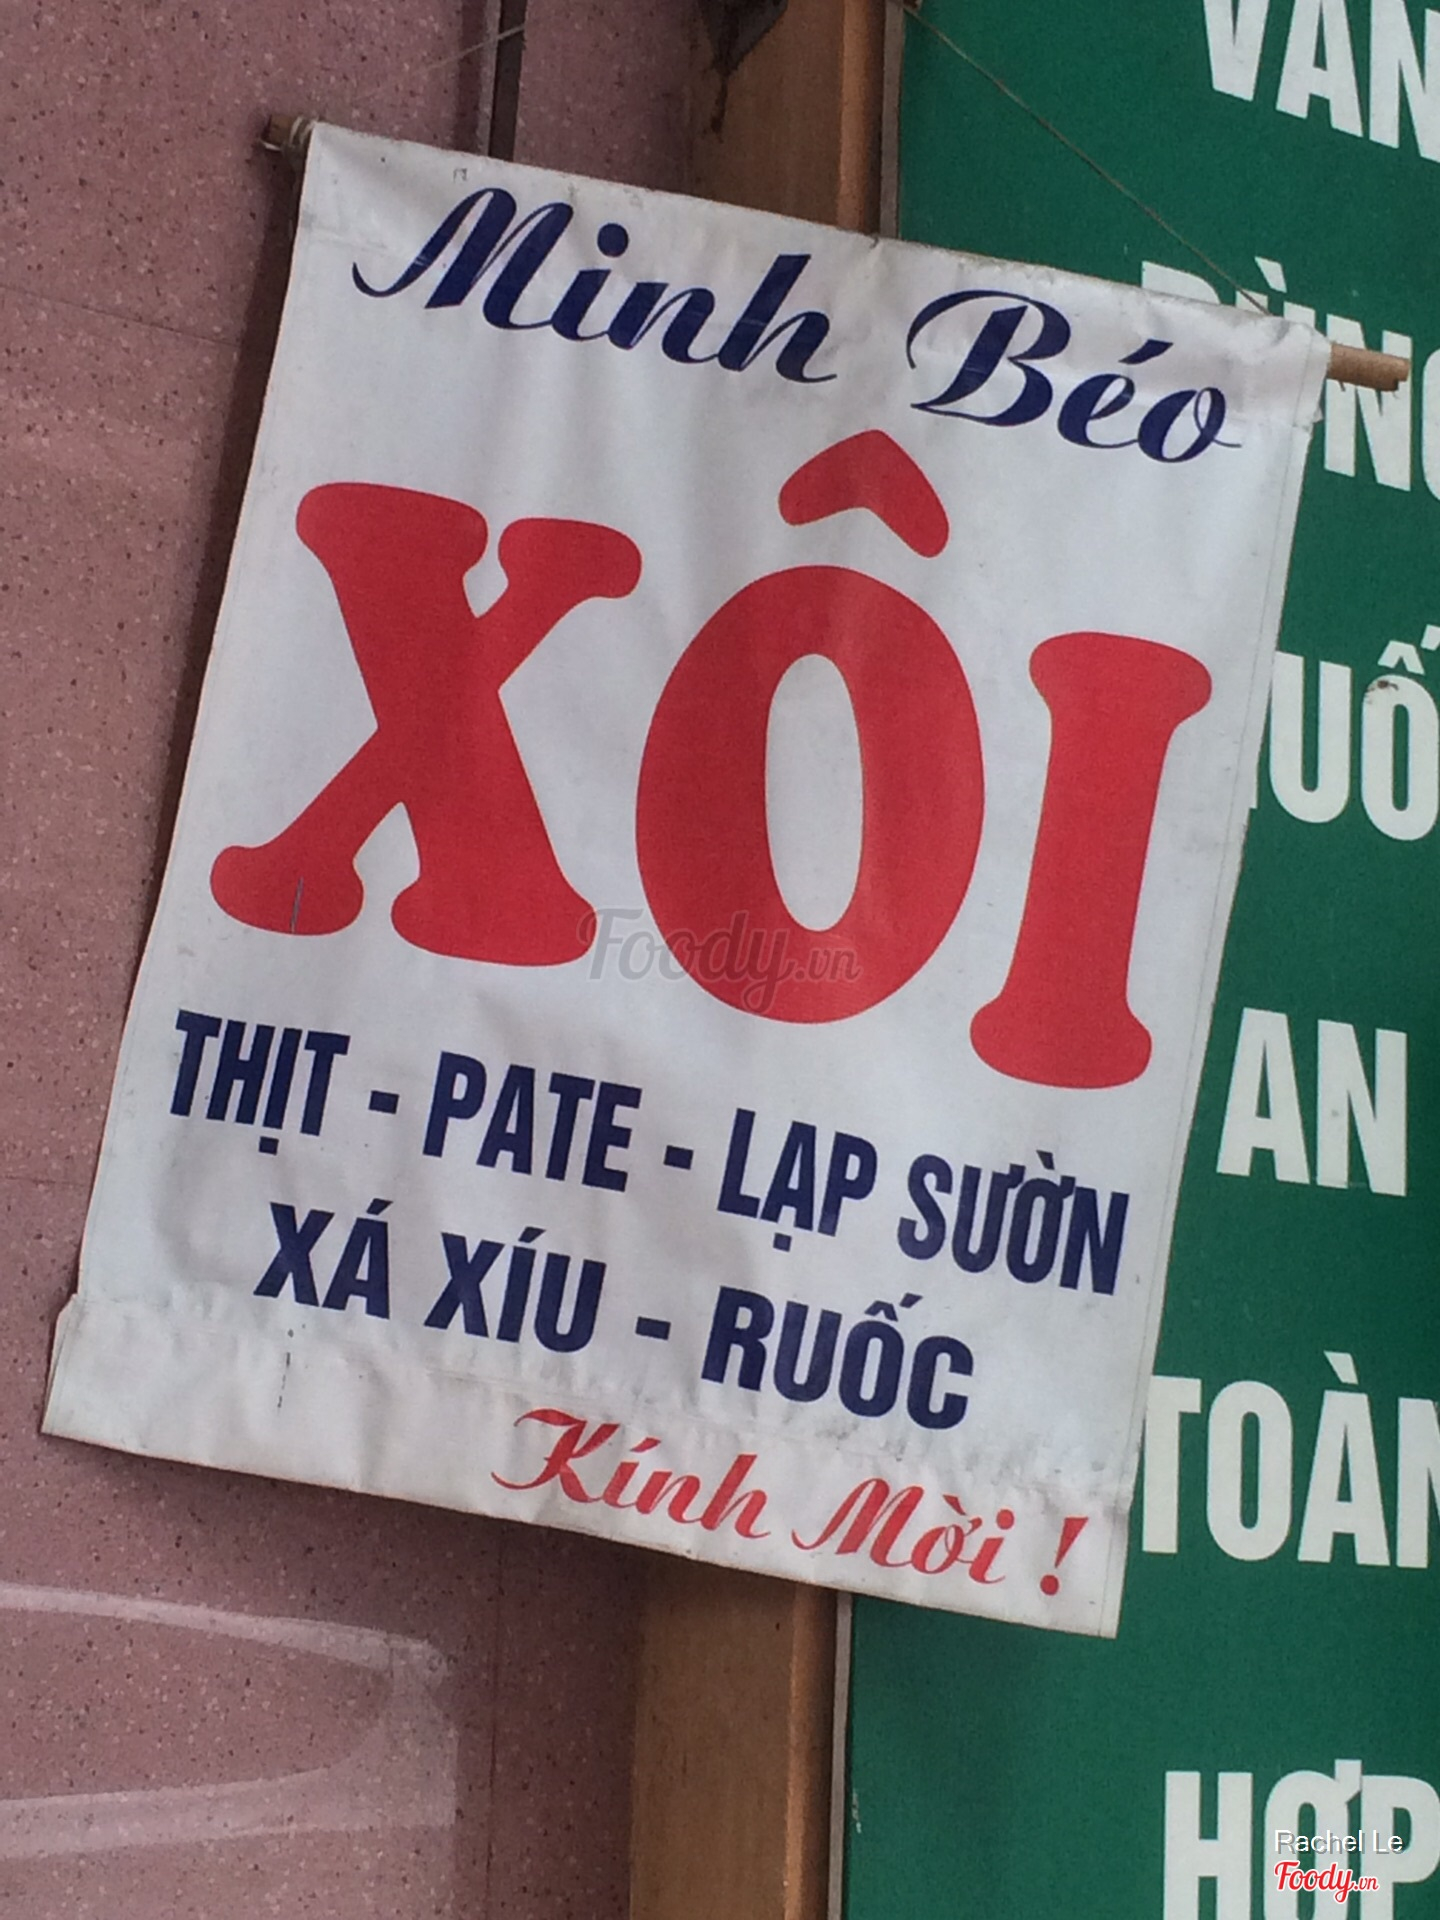 Minh Béo
XÔI
THỊT - PATE - LẠP SƯỜN
XÁ XÍU - RUỐC
Kính Mời !
AN
TOÀN
HỢP
Foody.vn
Rachel Le
Foody.vn